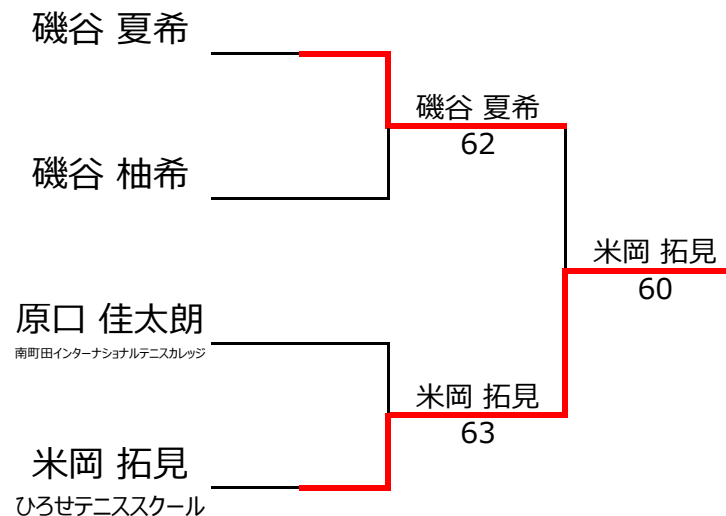 磯谷 夏希
磯谷 夏希
62
磯谷 柚希
米岡 拓見
60
原口 佳太朗
南町田インターナショナルテニスカレッジ
米岡 拓見
63
米岡 拓見
ひろせテニススクール